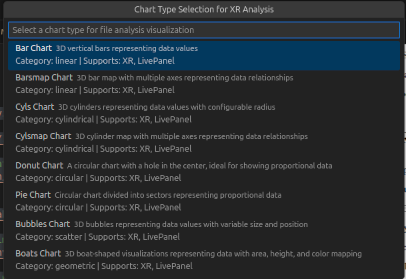 Chart Type Selection for XR Analysis
Select a chart type for file analysis visualization
Bar Chart 3D vertical bars representing data values
Category: linear | Supports: XR, LivePanel
Barsmap Chart 3D bar map with multiple axes representing data relationships
Category: linear | Supports: XR, LivePanel
Cyls Chart 3D cylinders representing data values with configurable radius
Category: cylindrical | Supports: XR, LivePanel
Cylsmap Chart 3D cylinder map with multiple axes representing data relationships
Category: cylindrical | Supports: XR, LivePanel
Donut Chart A circular chart with a hole in the center, ideal for showing proportional data
Category: circular | Supports: XR, LivePanel
Pie Chart Circular chart divided into sectors representing proportional data
Category: circular | Supports: XR, LivePanel
Bubbles Chart 3D bubbles representing data values with variable size and position
Category: scatter | Supports: XR, LivePanel
Boats Chart 3D boat-shaped visualizations representing data with area, height, and color mapping
Category: geometric | Supports: XR, LivePanel